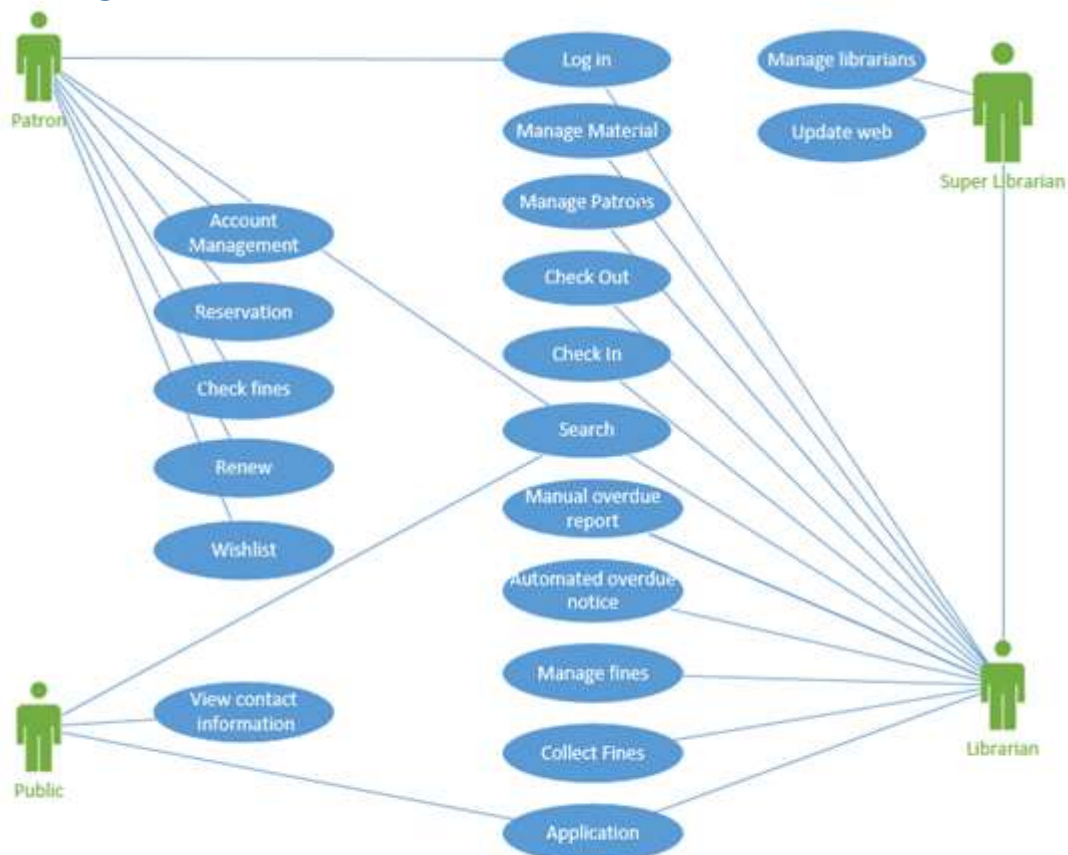 Log in
Manage librarians
Patron
Manage Material
Update web
Super Librarian
Manage Patrons
Account
Management
Check Out
Reservation
Check In
Check fines
Search
Renew
Manual overdue
report
Wishlist
Automated overdue
notice
Manage fines
View contact
information
Collect Fines
Librarian
Public
Application